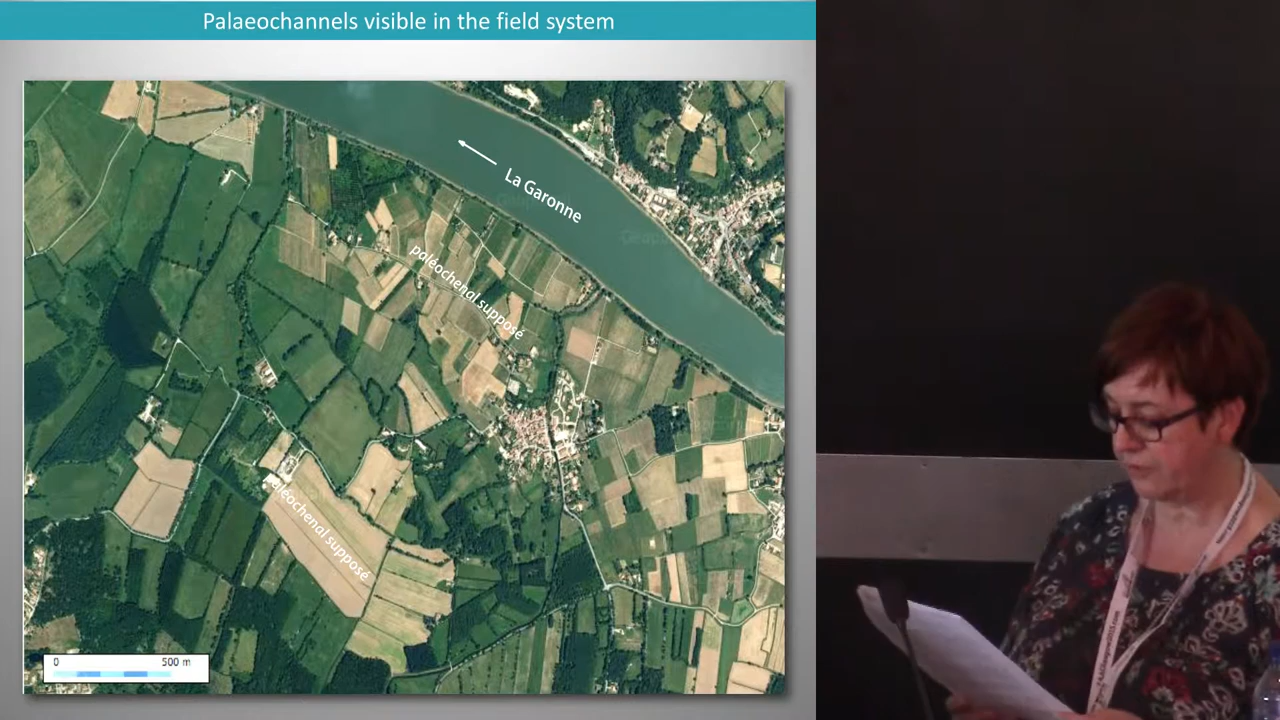 Palaeochannels visible in the field system
La Garonne
paléochenal supposé
paléochenal supposé
0 500 m